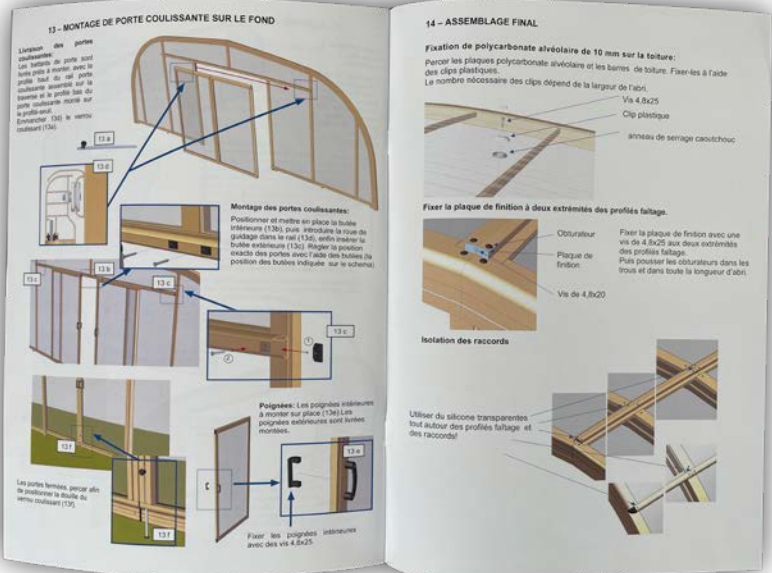 13 – MONTAGE DE PORTE COULISSANTE SUR LE FOND
Livraison des portes
coulissantes:
Les battants de porte sont
livrés prêts à monter, avec le
profilé haut du rail porte
coulissante assemblé sur la
traverse et le profilé bas du
porte coulissante monté sur
le profilé-seuil.
Emmancher 13d) le verrou
coulissant (13a).
13 a
13 d
Montage des portes coulissantes:
Positionner et mettre en place la butée
intérieure (13b), puis introduire la roue de
guidage dans le rail (13d), enfin insérer la
butée extérieure (13c). Régler la position
exacte des portes avec l'aide des butées (la
position des butées indiquée sur le schema)
13 c
13 b
13 c
13 c
1
2
Poignées: Les poignées intérieures
à monter sur place (13e).Les
poignées extérieures sont livrées
montées.
13 f
13 e
Les portes fermées, percer afin
de positionner la douille du
verrou coulissant (13f).
13 f
Fixer les poignées intérieures
avec des vis 4,8x25
14 – ASSEMBLAGE FINAL
Fixation de polycarbonate alvéolaire de 10 mm sur la toiture:
Percer les plaques polycarbonate alvéolaire et les barres de toiture. Fixer-les à l'aide
des clips plastiques.
Le nombre nécessaire des clips dépend de la largeur de l'abri.
Vis 4,8x25
Clip plastique
anneau de serrage caoutchouc
Fixer la plaque de finition à deux extrémités des profilés faîtage.
Obturateur
Plaque de
finition
Vis de 4,8x20
Fixer la plaque de finition avec une
vis de 4,8x25 aux deux extrémités
des profilés faîtage.
Puis pousser les obturateurs dans les
trous et dans toute la longueur d'abri.
Isolation des raccords
Utiliser du silicone transparentes
tout autour des profilés faîtage et
des raccords!